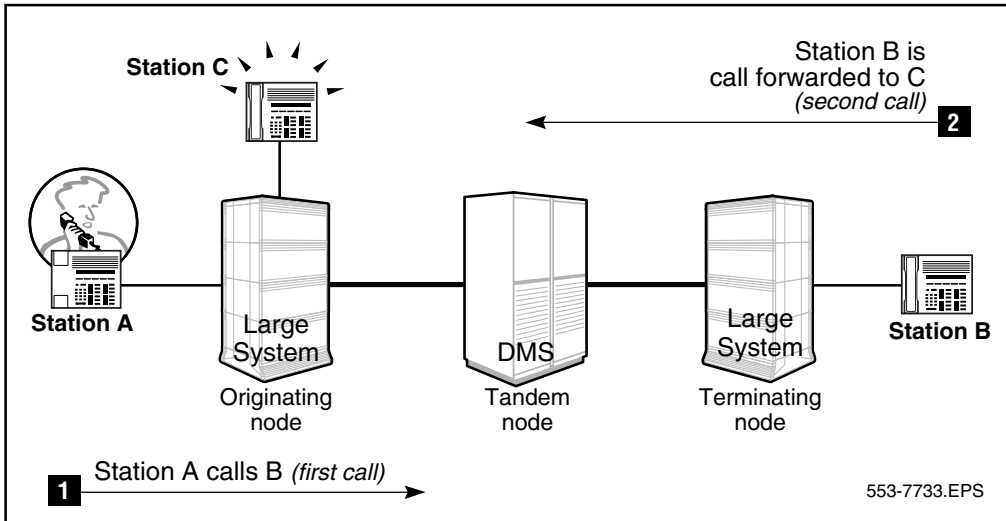 Station C
Station B is
call forwarded to C
(second call)
2
Station A
Large
System
Originating
node
DMS
Tandem
node
Large
System
Terminating
node
Station B
1
Station A calls B (first call)
553-7733.EPS